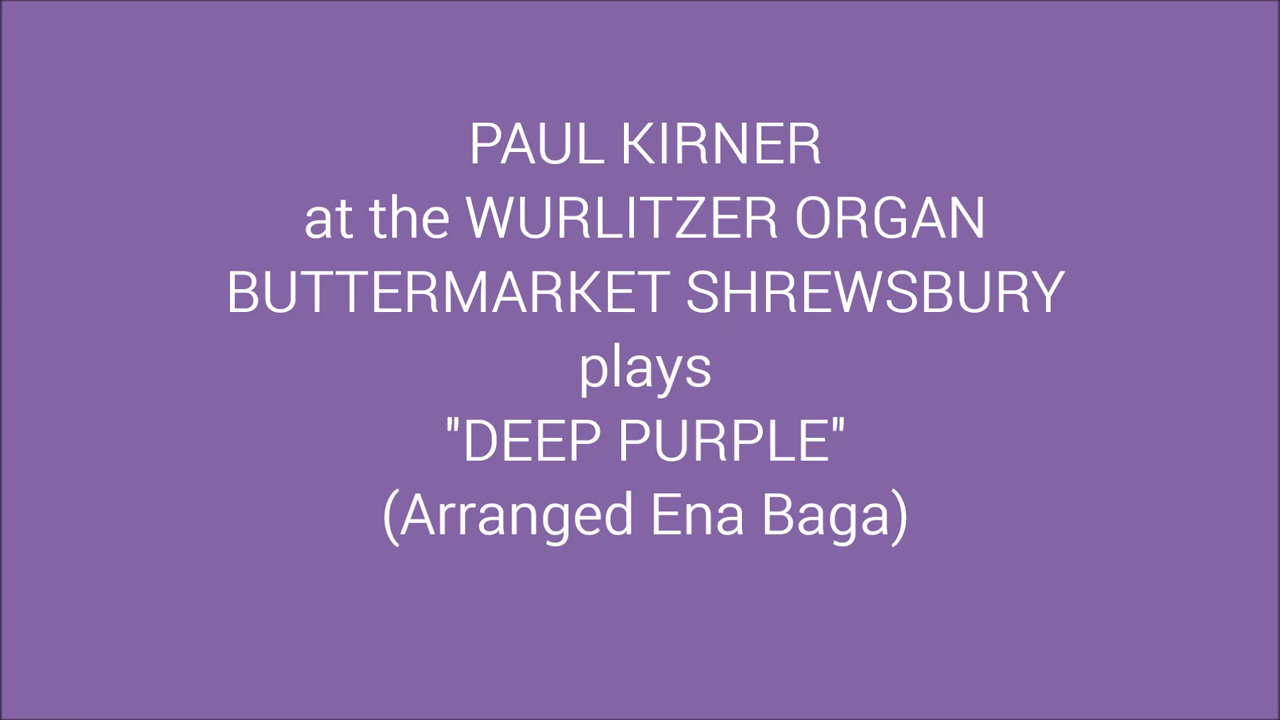 PAUL KIRNER
at the WURLITZER ORGAN
BUTTERMARKET SHREWSBURY
plays
"DEEP PURPLE"
(Arranged Ena Baga)